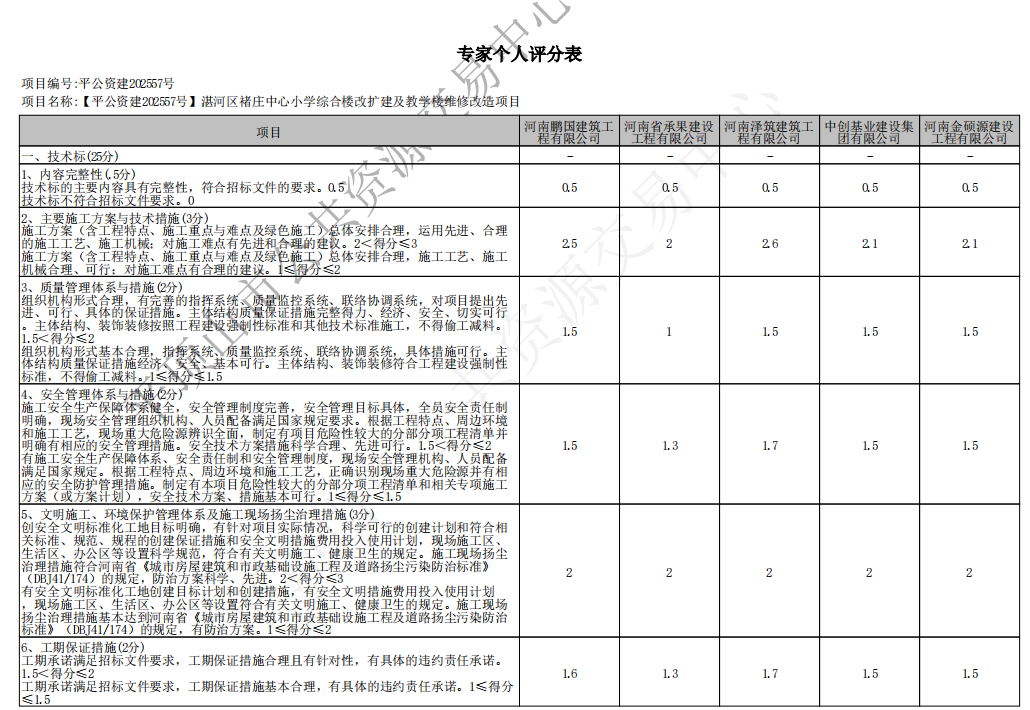 专家个人评分表
项目编号:平公资建202557号
项目名称:【平公资建202557号】湛河区褚庄中心小学综合楼改扩建及教学楼维修改造项目
项目 河南鹏国建筑工程有限公司 河南省承果建设工程有限公司 河南泽筑建筑工程有限公司 中创基业建设集团有限公司 河南金硕源建设工程有限公司
一、技术标(25分) - - - - -
1、内容完整性(.5分)
技术标的主要内容具有完整性，符合招标文件的要求。0.5
技术标不符合招标文件要求。0
0.5 0.5 0.5 0.5 0.5
2、主要施工方案与技术措施(3分)
施工方案（含工程特点、施工重点与难点及绿色施工）总体安排合理，运用先进、合理
的施工工艺、施工机械；对施工难点有先进和合理的建议。2＜得分≤3
施工方案（含工程特点、施工重点与难点及绿色施工）总体安排合理，施工工艺、施工
机械合理、可行；对施工难点有合理的建议。1≤得分≤2
2.5 2 2.6 2.1 2.1
3、质量管理体系与措施(2分)
组织机构形式合理，有完善的指挥系统、质量监控系统、联络协调系统，对项目提出先
进、可行、具体的保证措施。主体结构质量保证措施完整得力、经济、安全、切实可行
。主体结构、装饰装修按照工程建设强制性标准和其他技术标准施工，不得偷工减料。
1.5＜得分≤2
组织机构形式基本合理，指挥系统、质量监控系统、联络协调系统，具体措施可行。主
体结构质量保证措施经济、安全、基本可行。主体结构、装饰装修符合工程建设强制性
标准，不得偷工减料。1≤得分≤1.5
1.5 1 1.5 1.5 1.5
4、安全管理体系与措施(2分)
施工安全生产保障体系健全，安全管理制度完善，安全管理目标具体，全员安全责任制
明确，现场安全管理组织机构、人员配备满足国家规定要求。根据工程特点、周边环境
和施工工艺，现场重大危险源辨识全面，制定有项目危险性较大的分部分项工程清单并
明确有相应的安全管理措施。安全技术方案措施科学合理、先进可行。1.5＜得分≤2
有施工安全生产保障体系、安全责任制和安全管理制度，现场安全管理机构、人员配备
满足国家规定。根据工程特点、周边环境和施工工艺，正确识别现场重大危险源并有相
应的安全防护管理措施。制定有本项目危险性较大的分部分项工程清单和相关专项施工
方案（或方案计划），安全技术方案、措施基本可行。1≤得分≤1.5
1.5 1.3 1.7 1.5 1.5
5、文明施工、环境保护管理体系及施工现场扬尘治理措施(3分)
创安全文明标准化工地目标明确，有针对项目实际情况，科学可行的创建计划和符合相
关标准、规范、规程的创建保证措施和安全文明措施费用投入使用计划，现场施工区、
生活区、办公区等设置科学规范，符合有关文明施工、健康卫生的规定。施工现场扬尘
治理措施符合河南省《城市房屋建筑和市政基础设施工程及道路扬尘污染防治标准》
（DBJ41/174）的规定，防治方案科学、先进。2＜得分≤3
有安全文明标准化工地创建目标计划和创建措施，有安全文明措施费用投入使用计划
，现场施工区、生活区、办公区等设置符合有关文明施工、健康卫生的规定。施工现场
扬尘治理措施基本达到河南省《城市房屋建筑和市政基础设施工程及道路扬尘污染防治
标准》（DBJ41/174）的规定，有防治方案。1≤得分≤2
2 2 2 2 2
6、工期保证措施(2分)
工期承诺满足招标文件要求，工期保证措施合理且有针对性，有具体的违约责任承诺。
1.5＜得分≤2
工期承诺满足招标文件要求，工期保证措施基本合理，有具体的违约责任承诺。1≤得分
≤1.5
1.6 1.3 1.7 1.5 1.5
平顶山市公共资源交易中心
共资源交易中心